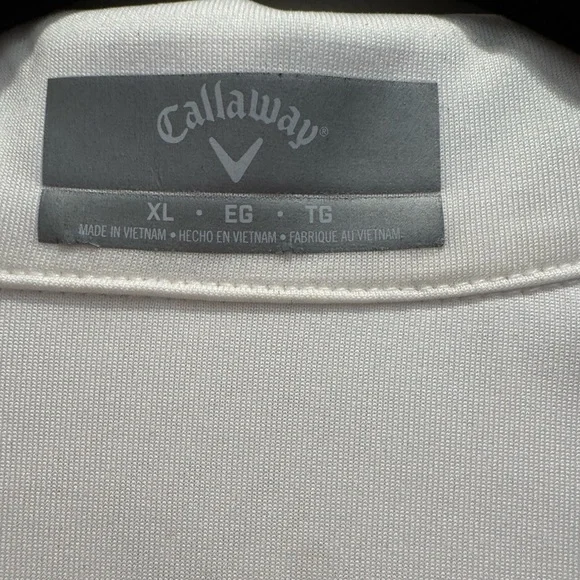 Callaway®
XL • EG • TG
MADE IN VIETNAM • HECHO EN VIETNAM • FABRIQUE AU VIETNAM